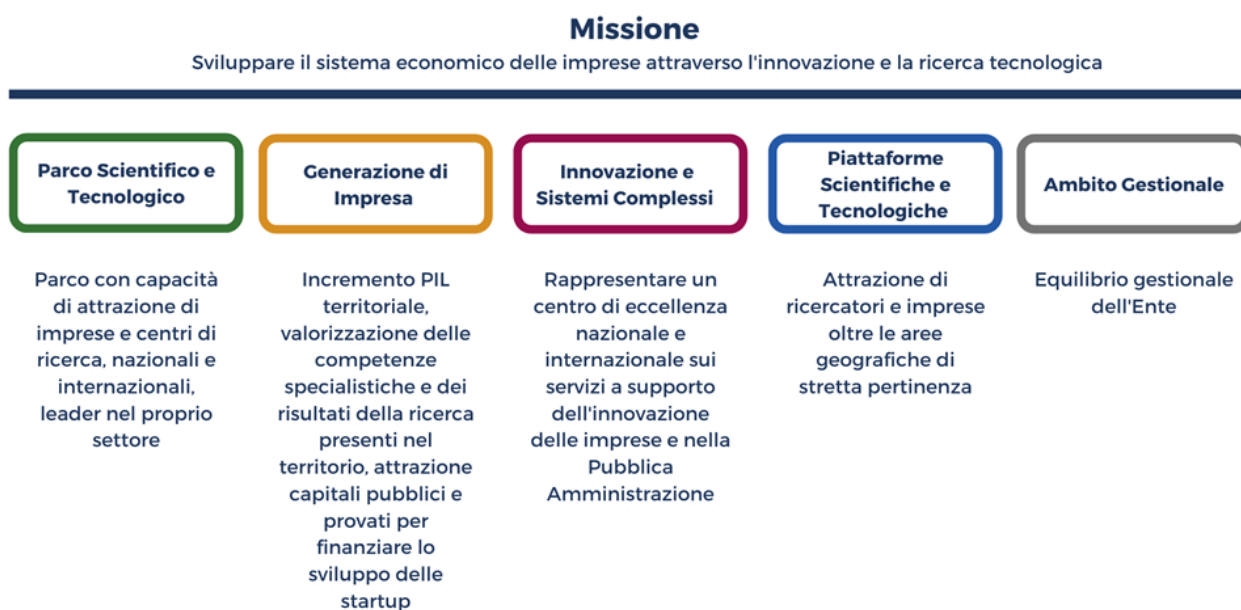 Missione
Sviluppare il sistema economico delle imprese attraverso l'innovazione e la ricerca tecnologica
Parco Scientifico e
Tecnologico
Parco con capacità
di attrazione di
imprese e centri di
ricerca, nazionali e
internazionali,
leader nel proprio
settore
Generazione di
Impresa
Incremento PIL
territoriale,
valorizzazione delle
competenze
specialistiche e dei
risultati della ricerca
presenti nel
territorio, attrazione
capitali pubblici e
provati per
finanziare lo
sviluppo delle
startup
Innovazione e
Sistemi Complessi
Rappresentare un
centro di eccellenza
nazionale e
internazionale sui
servizi a supporto
dell'innovazione
delle imprese e nella
Pubblica
Amministrazione
Piattaforme
Scientifiche e
Tecnologiche
Attrazione di
ricercatori e imprese
oltre le aree
geografiche di
stretta pertinenza
Ambito Gestionale
Equilibrio gestionale
dell'Ente